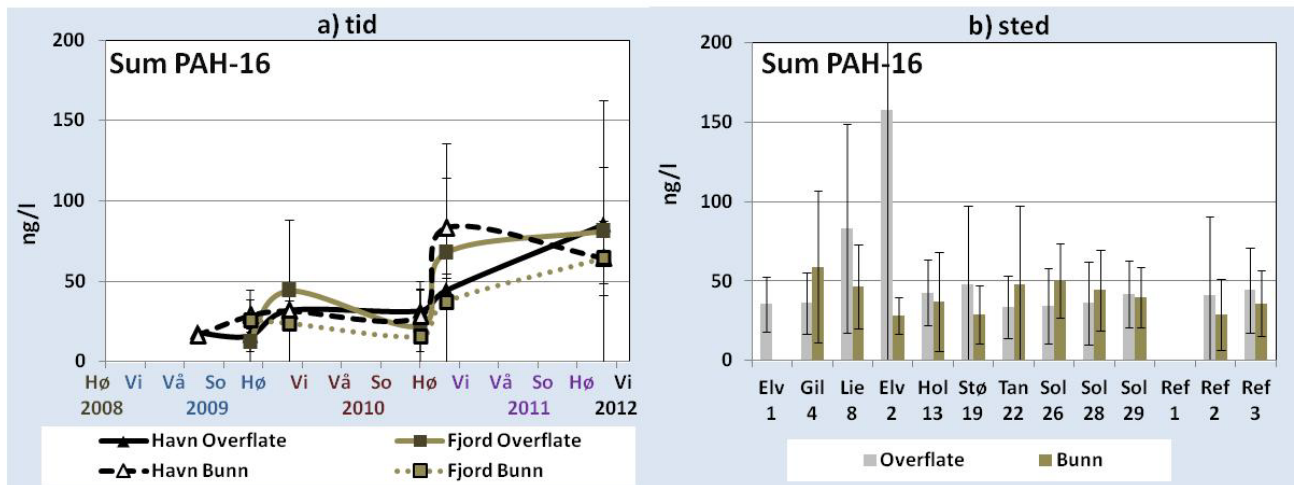 a) tid
Sum PAH-16
200
150
100
50
0
ng/l
Hø Vi Vå So Hø Vi Vå So Hø Vi Vå So Hø Vi
2008 2009 2010 2011 2012
Havn Overflate Fjord Overflate
Havn Bunn Fjord Bunn
b) sted
Sum PAH-16
200
150
100
50
0
ng/l
Elv Gil Lie Elv Hol Stø Tan Sol Sol Sol Ref Ref Ref
1 4 8 2 13 19 22 26 28 29 1 2 3
Overflate Bunn